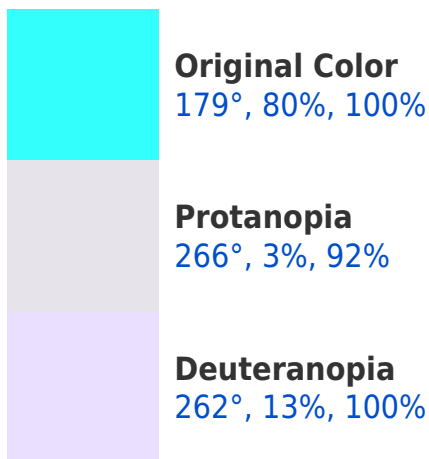 Original Color
179°, 80%, 100%
Protanopia
266°, 3%, 92%
Deuteranopia
262°, 13%, 100%